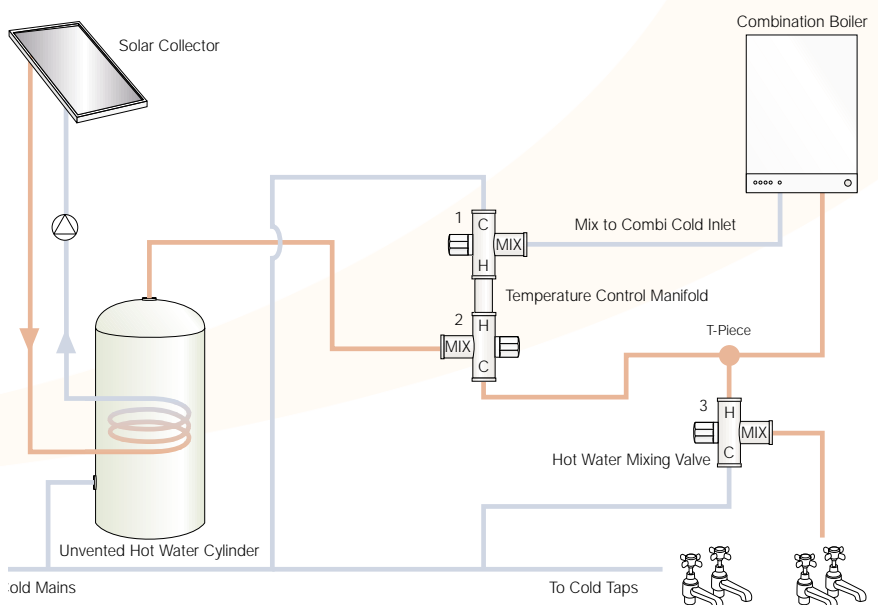 Combination Boiler
Solar Collector
1
C
MIX
H
Mix to Combi Cold Inlet
Temperature Control Manifold
2
H
MIX
C
T-Piece
3
H
MIX
C
Hot Water Mixing Valve
Unvented Hot Water Cylinder
old Mains
To Cold Taps